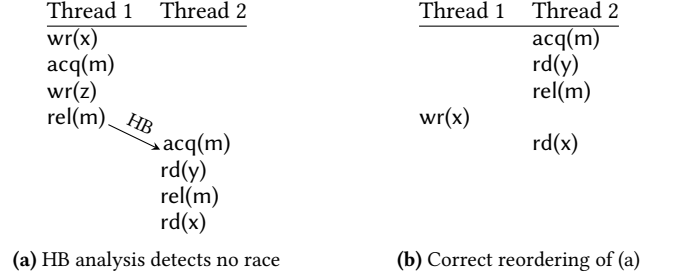 Thread 1 Thread 2
wr(x)
acq(m)
wr(z)
rel(m)
HB
acq(m)
rd(y)
rel(m)
rd(x)
(a) HB analysis detects no race
Thread 1 Thread 2
acq(m)
rd(y)
rel(m)
wr(x)
rd(x)
(b) Correct reordering of (a)